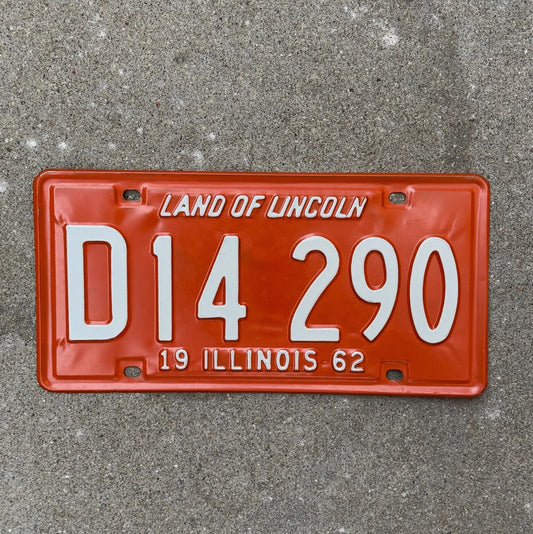 LAND OF LINCOLN
D14 290
19 ILLINOIS 62